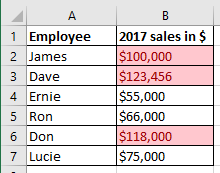 A B
1 Employee 2017 sales in $
2 James $100,000
3 Dave $123,456
4 Ernie $55,000
5 Ron $66,000
6 Don $118,000
7 Lucie $75,000